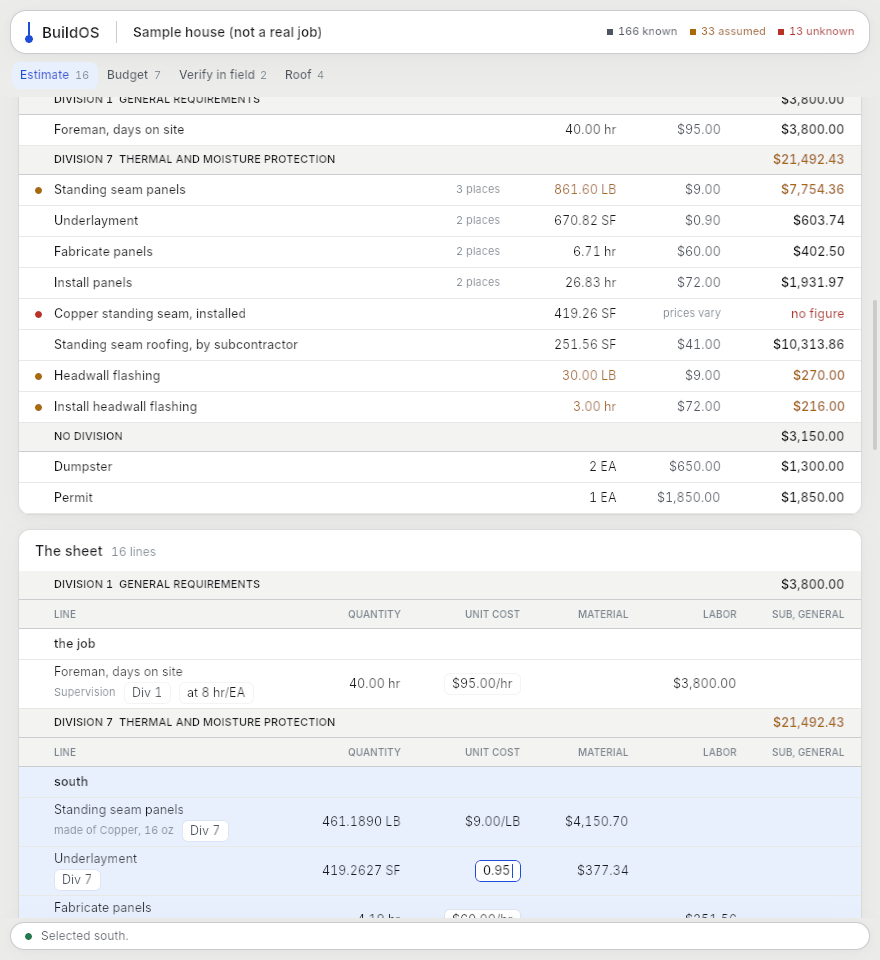 BuildOS Sample house (not a real job) 166 known 33 assumed 13 unknown
Estimate 16 Budget 7 Verify in field 2 Roof 4
DIVISION 1 GENERAL REQUIREMENTS $3,800.00
Foreman, days on site 40.00 hr $95.00 $3,800.00
DIVISION 7 THERMAL AND MOISTURE PROTECTION $21,492.43
Standing seam panels 3 places 861.60 LB $9.00 $7,754.36
Underlayment 2 places 670.82 SF $0.90 $603.74
Fabricate panels 2 places 6.71 hr $60.00 $402.50
Install panels 2 places 26.83 hr $72.00 $1,931.97
Copper standing seam, installed 419.26 SF prices vary no figure
Standing seam roofing, by subcontractor 251.56 SF $41.00 $10,313.86
Headwall flashing 30.00 LB $9.00 $270.00
Install headwall flashing 3.00 hr $72.00 $216.00
NO DIVISION $3,150.00
Dumpster 2 EA $650.00 $1,300.00
Permit 1 EA $1,850.00 $1,850.00
The sheet 16 lines
DIVISION 1 GENERAL REQUIREMENTS $3,800.00
LINE QUANTITY UNIT COST MATERIAL LABOR SUB, GENERAL
the job
Foreman, days on site 40.00 hr $95.00/hr $3,800.00
Supervision Div 1 at 8 hr/EA
DIVISION 7 THERMAL AND MOISTURE PROTECTION $21,492.43
LINE QUANTITY UNIT COST MATERIAL LABOR SUB, GENERAL
south
Standing seam panels 461.1890 LB $9.00/LB $4,150.70
made of Copper, 16 oz Div 7
Underlayment 419.2627 SF 0.95 $377.34
Div 7
Fabricate panels 4.19 hr $60.00/hr $251.56
Selected south.